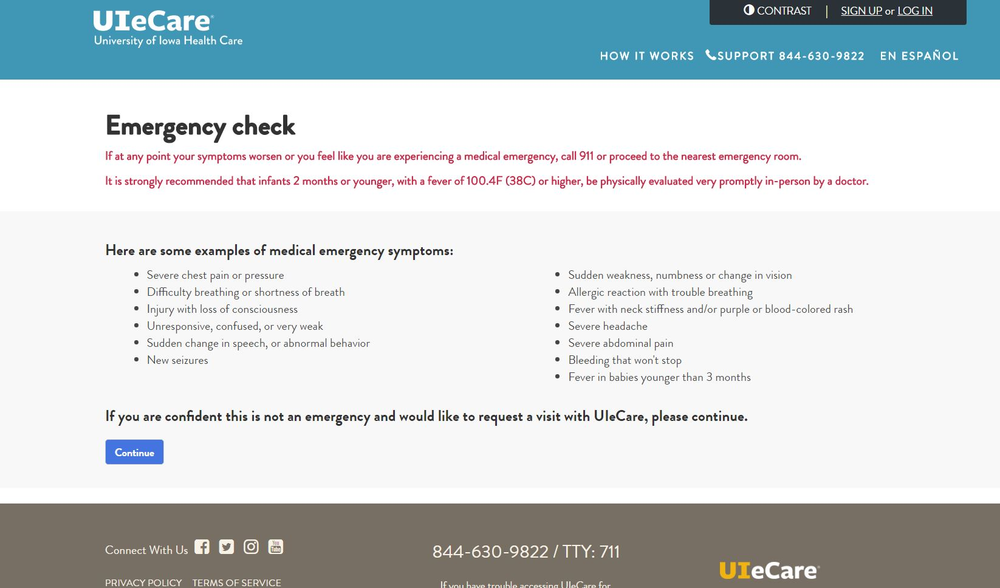 UIeCare®
University of Iowa Health Care
CONTRAST | SIGN UP or LOG IN
HOW IT WORKS SUPPORT 844-630-9822 EN ESPAÑOL
Emergency check
If at any point your symptoms worsen or you feel like you are experiencing a medical emergency, call 911 or proceed to the nearest emergency room.
It is strongly recommended that infants 2 months or younger, with a fever of 100.4F (38C) or higher, be physically evaluated very promptly in-person by a doctor.
Here are some examples of medical emergency symptoms:
• Severe chest pain or pressure
• Difficulty breathing or shortness of breath
• Injury with loss of consciousness
• Unresponsive, confused, or very weak
• Sudden change in speech, or abnormal behavior
• New seizures
• Sudden weakness, numbness or change in vision
• Allergic reaction with trouble breathing
• Fever with neck stiffness and/or purple or blood-colored rash
• Severe headache
• Severe abdominal pain
• Bleeding that won't stop
• Fever in babies younger than 3 months
If you are confident this is not an emergency and would like to request a visit with UIeCare, please continue.
Continue
Connect With Us You Tube
PRIVACY POLICY TERMS OF SERVICE
844-630-9822 / TTY: 711
If you have trouble accessing UIeCare for
UIeCare®